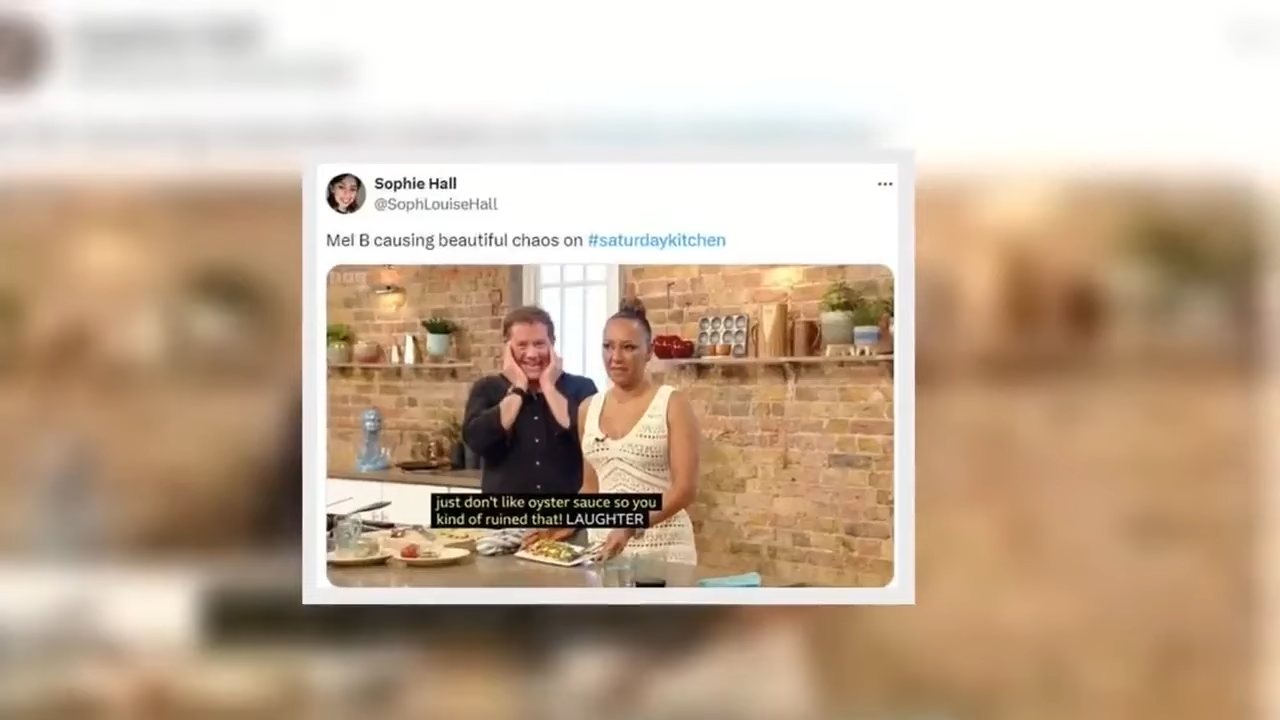 Sophie Hall
@SophLouiseHall
Mel B causing beautiful chaos on #saturdaykitchen
just don't like oyster sauce so you
kind of ruined that! LAUGHTER